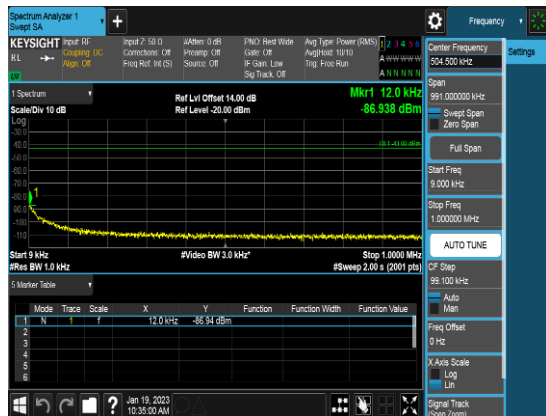 Spectrum Analyzer 1
Swept SA
+
Frequency
KEYSIGHT
RL
Input: RF
Coupling: DC
Align: Off
Input Z: 50 Ω
Corrections: Off
Freq Ref: Int (S)
#Atten: 0 dB
Preamp: Off
Source: Off
PNO: Best Wide
Gate: Off
IF Gain: Low
Sig Track: Off
Avg Type: Power (RMS)
Avg|Hold: 10/10
Trig: Free Run
1 2 3 4 5 6
A W W W W W
A N N N N N
LV
1 Spectrum
Scale/Div 10 dB
Ref Lvl Offset 14.00 dB
Ref Level -20.00 dBm
Mkr1 12.0 kHz
-86.938 dBm
Log
-30.0
-40.0
-50.0
-60.0
-70.0
-80.0
-90.0
-100
-110
DL1 -43.00 dBm
1
Start 9 kHz
#Res BW 1.0 kHz
#Video BW 3.0 kHz*
Stop 1.0000 MHz
#Sweep 2.00 s (2001 pts)
5 Marker Table
Mode Trace Scale X Y Function Function Width Function Value
1 N 1 f 12.0 kHz -86.94 dBm
2
3
4
5
6
?
Jan 19, 2023
10:35:00 AM
Center Frequency
504.500 kHz
Settings
Span
991.000000 kHz
Swept Span
Zero Span
Full Span
Start Freq
9.000 kHz
Stop Freq
1.000000 MHz
AUTO TUNE
CF Step
99.100 kHz
Auto
Man
Freq Offset
0 Hz
X Axis Scale
Log
Lin
Signal Track
(Span Zoom)